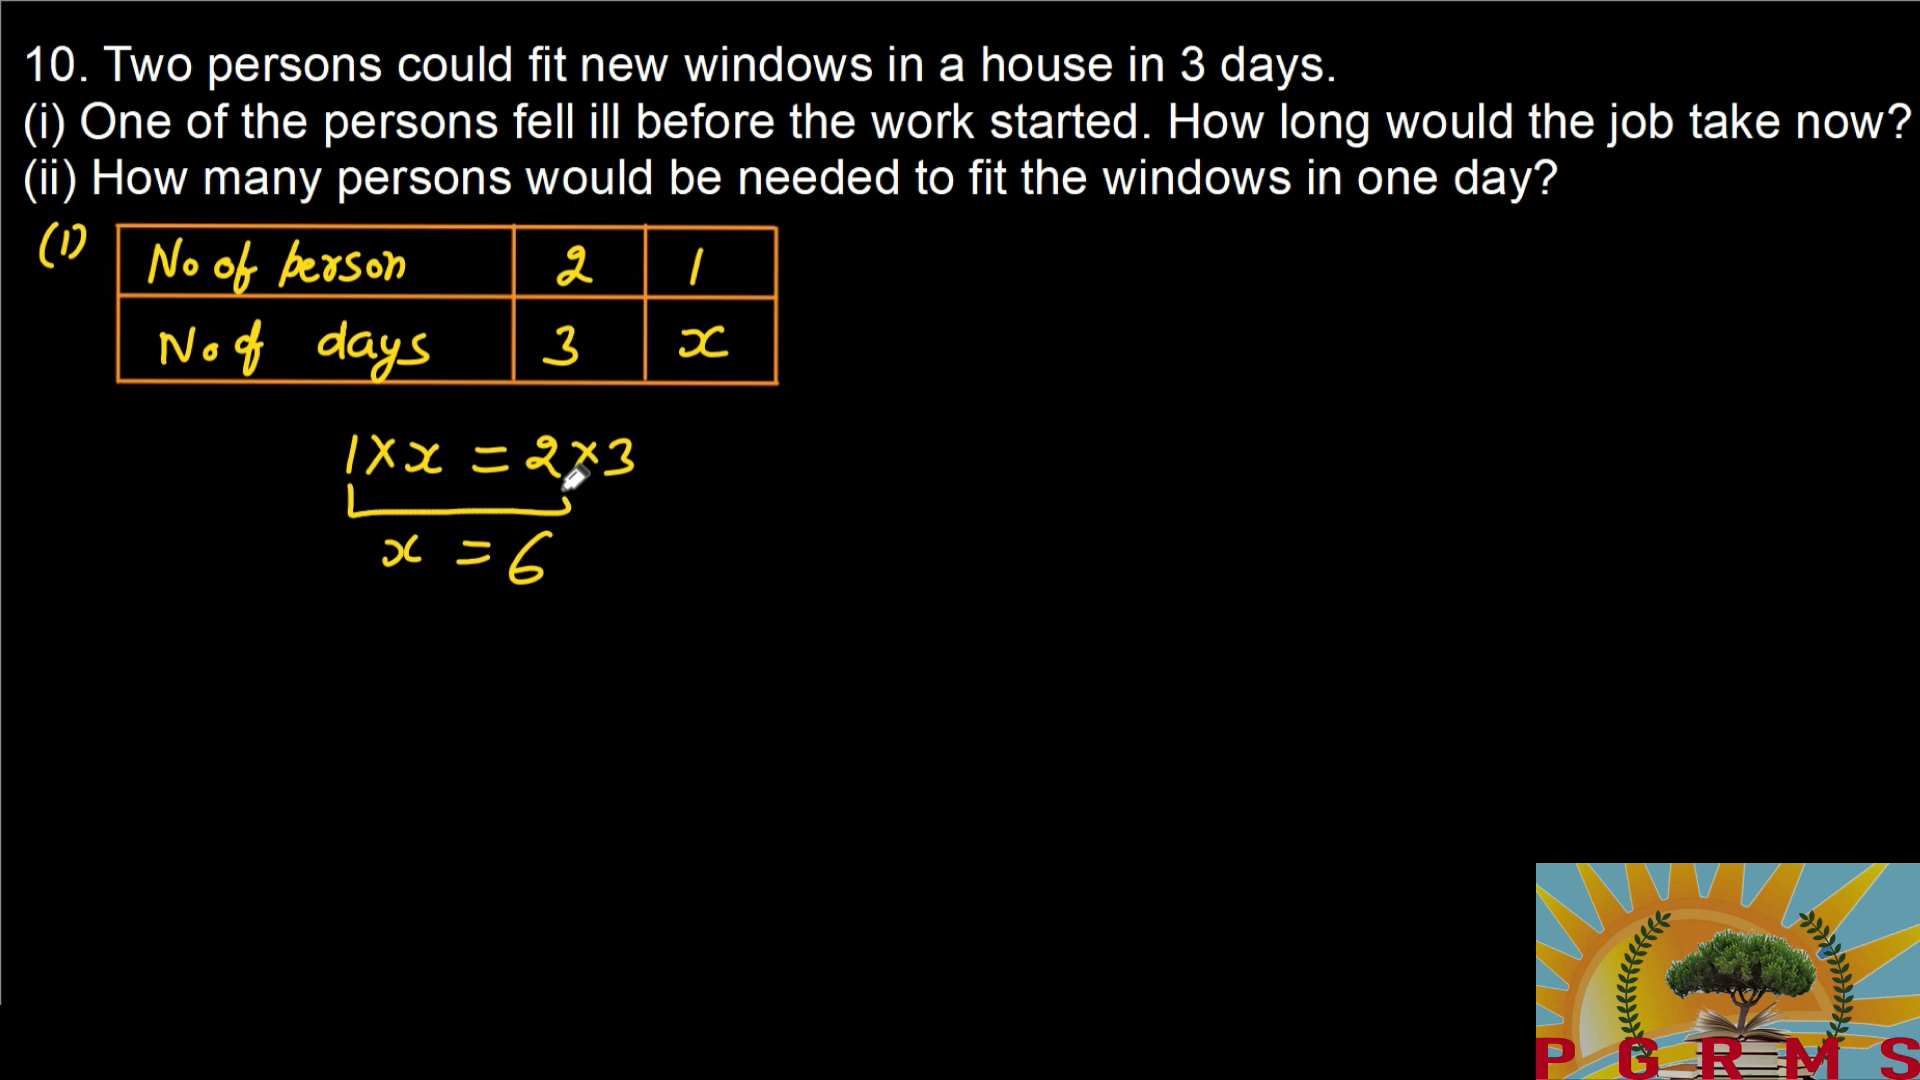 10. Two persons could fit new windows in a house in 3 days.
(i) One of the persons fell ill before the work started. How long would the job take now?
(ii) How many persons would be needed to fit the windows in one day?
(1)
No of person 2 1
No of days 3 x
1 × x = 2 × 3
x = 6
P G R M S